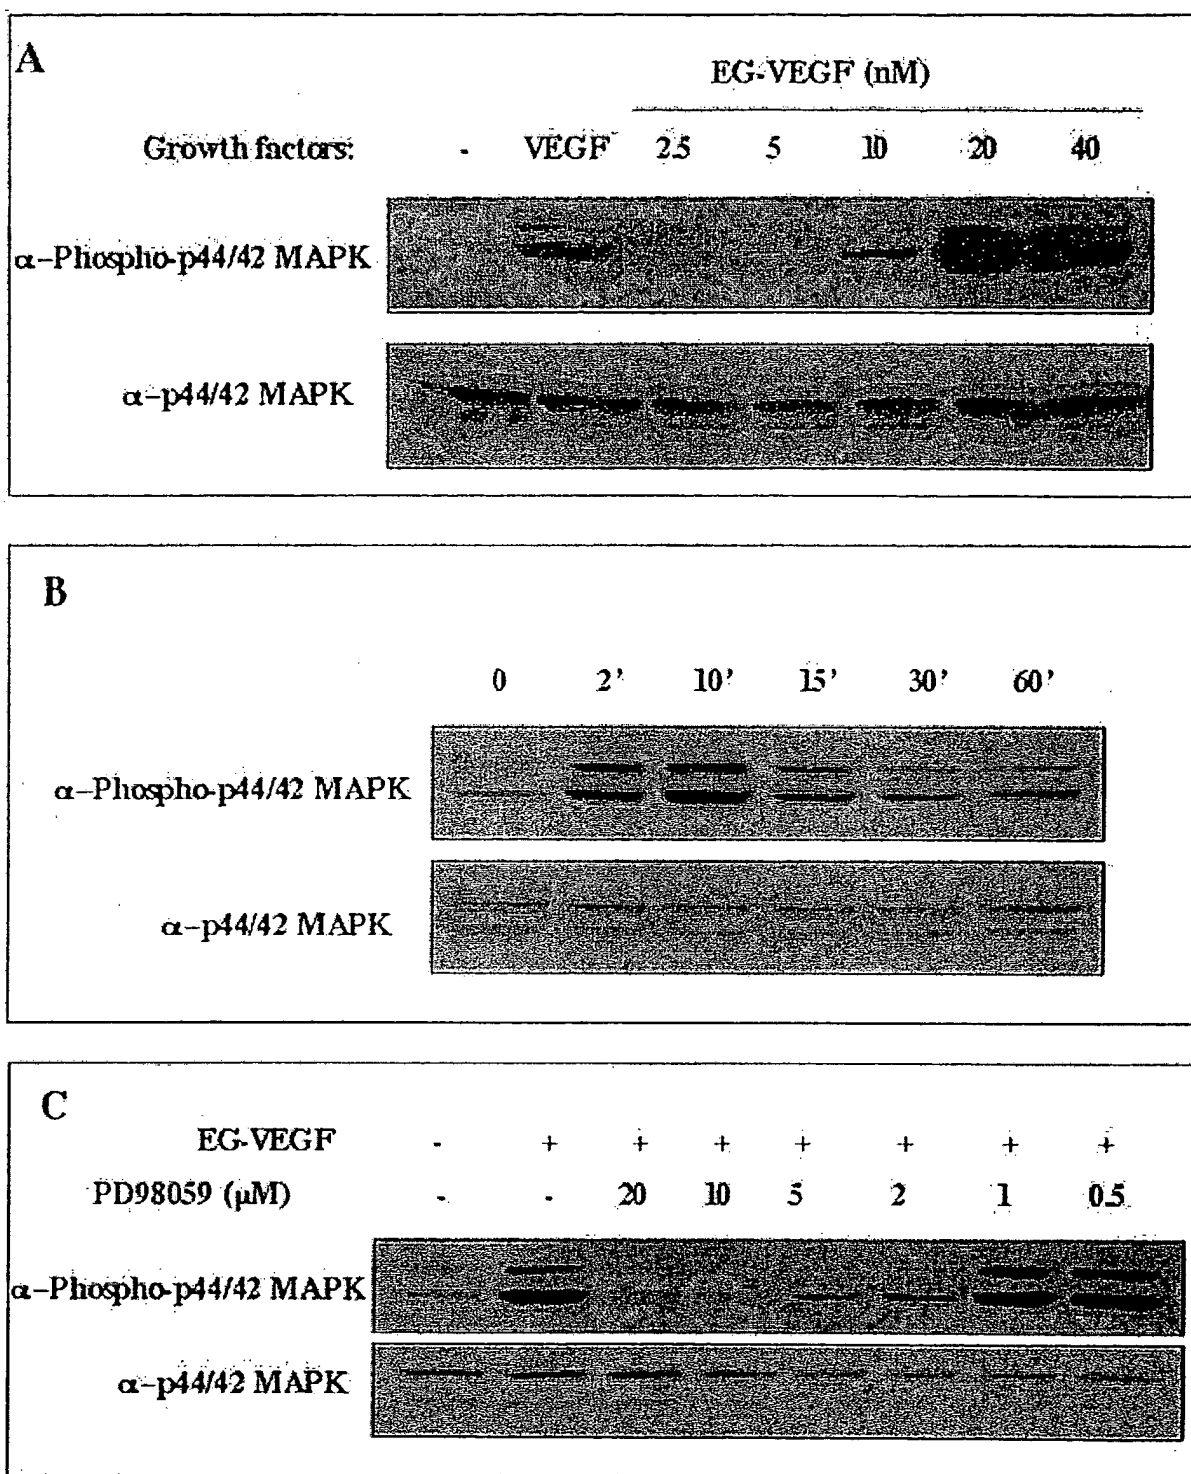 A
EG-VEGF (nM)
Growth factors: - VEGF 2.5 5 10 20 40
α-Phospho-p44/42 MAPK
α-p44/42 MAPK
B
0 2' 10' 15' 30' 60'
α-Phospho-p44/42 MAPK
α-p44/42 MAPK
C
EG-VEGF - + + + + + + +
PD98059 (μM) - - 20 10 5 2 1 0.5
α-Phospho-p44/42 MAPK
α-p44/42 MAPK